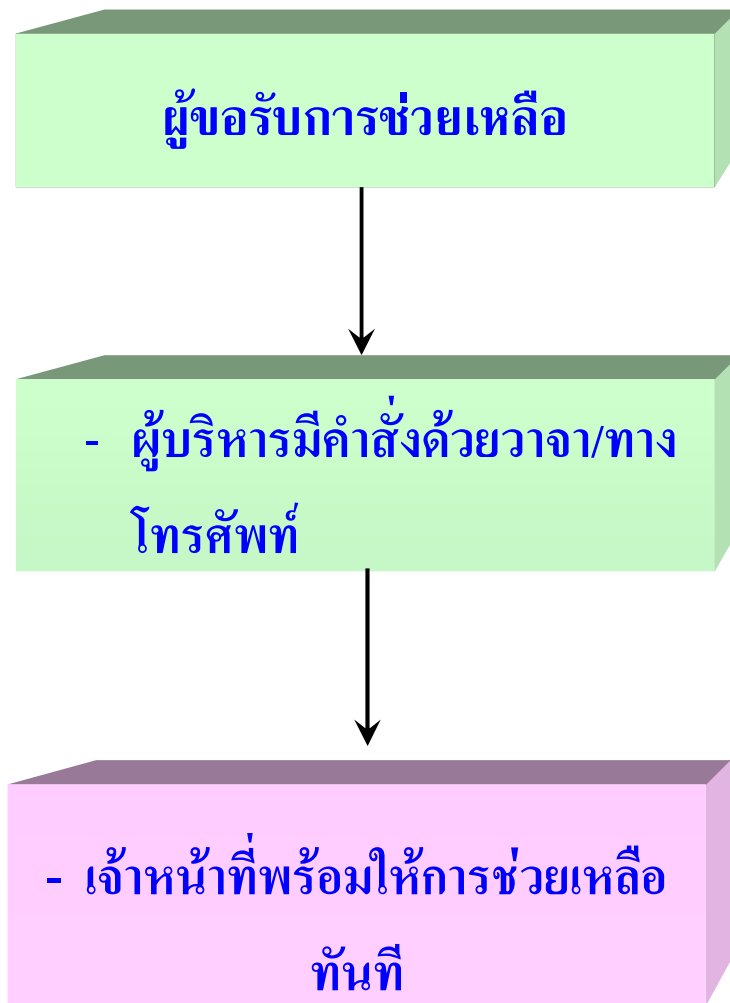 ผู้ขอรับการช่วยเหลือ
- ผู้บริหารมีคำสั่งด้วยวาจา/ทาง
โทรศัพท์
- เจ้าหน้าที่พร้อมให้การช่วยเหลือ
ทันที